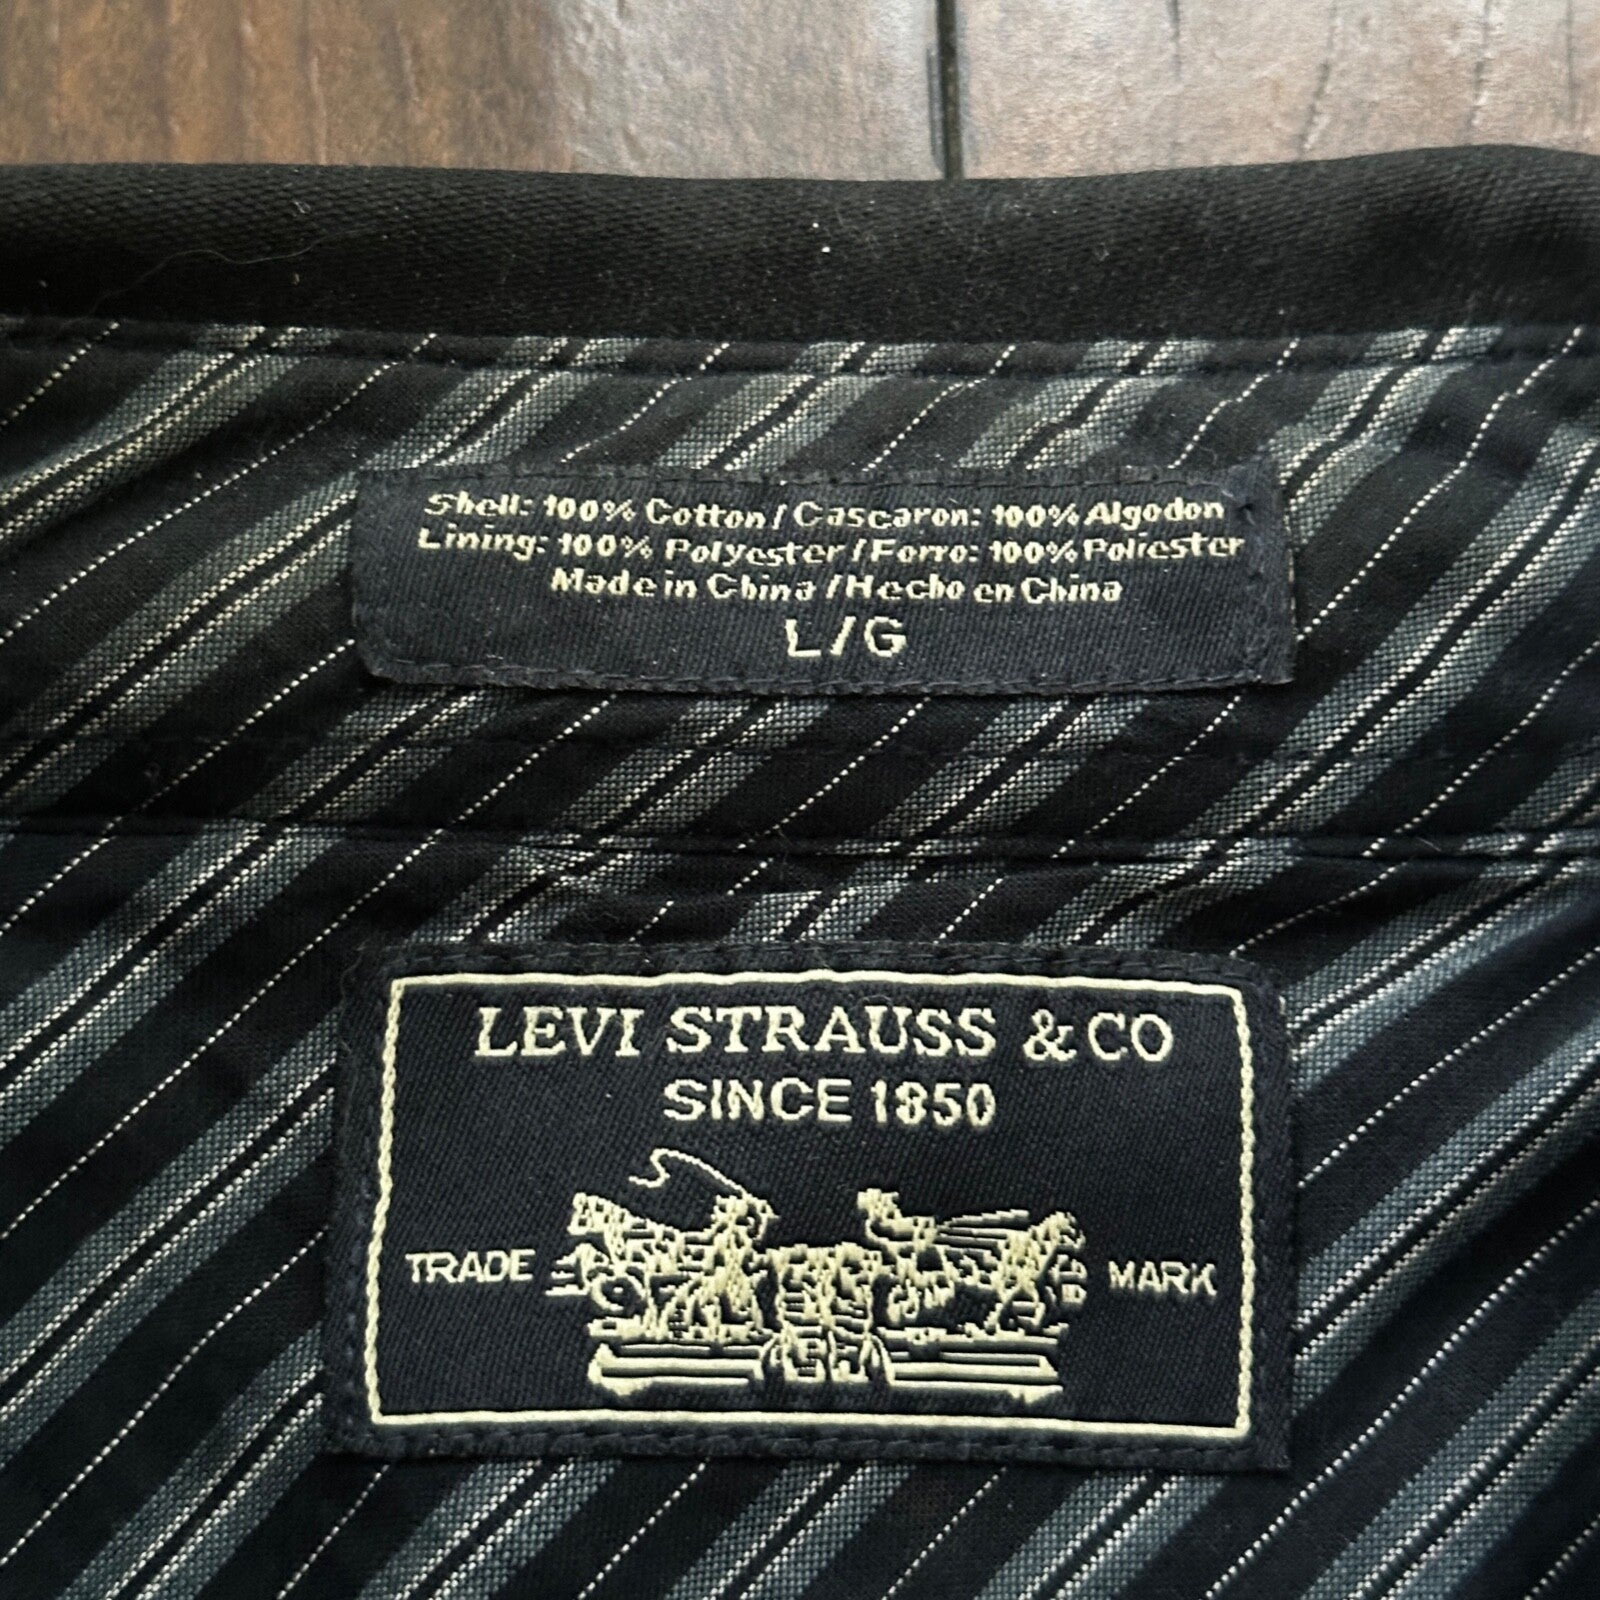 Shell: 100% Cotton / Cascaron: 100% Algodon
Lining: 100% Polyester / Forro: 100% Poliester
Made in China / Hecho en China
L/G
LEVI STRAUSS & CO
SINCE 1850
TRADE MARK